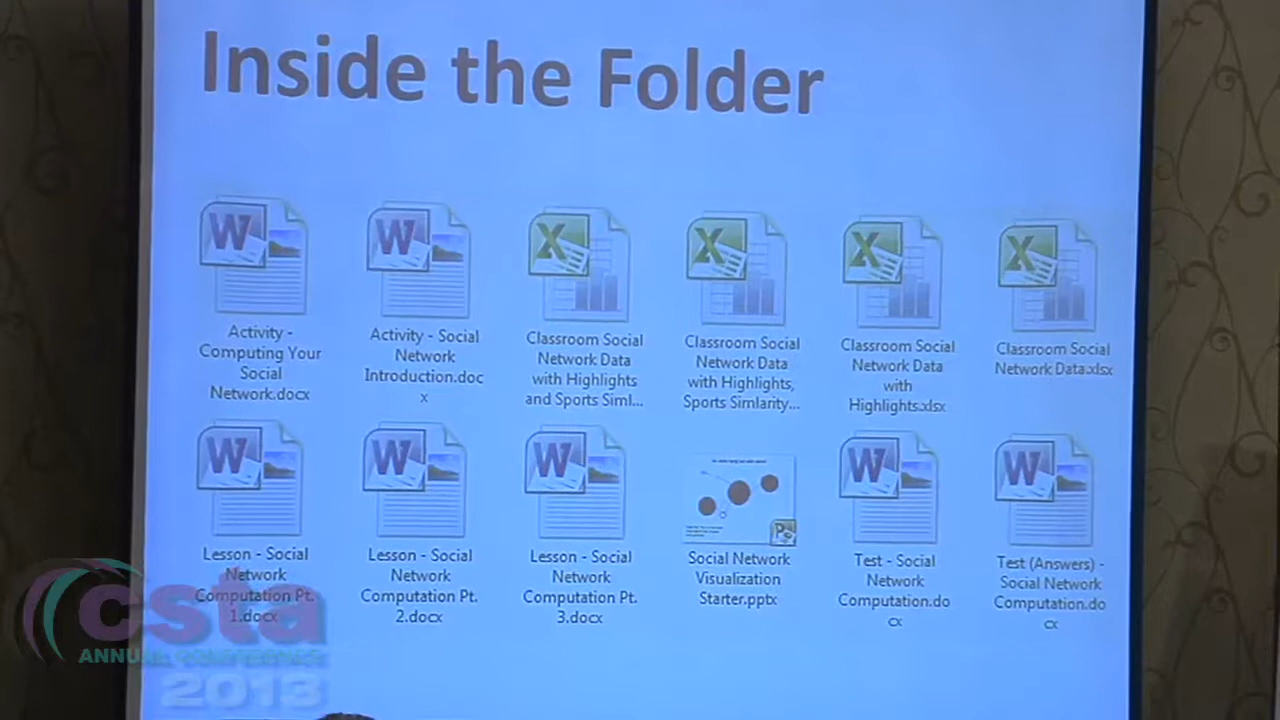 Inside the Folder
Activity -
Computing Your
Social
Network.docx
Activity - Social
Network
Introduction.doc
x
Classroom Social
Network Data
with Highlights
and Sports Siml...
Classroom Social
Network Data
with Highlights,
Sports Simlarity...
Classroom Social
Network Data
with
Highlights.xlsx
Classroom Social
Network Data.xlsx
Lesson - Social
Network
Computation Pt.
1.docx
Lesson - Social
Network
Computation Pt.
2.docx
Lesson - Social
Network
Computation Pt.
3.docx
Social Network
Visualization
Starter.pptx
Test - Social
Network
Computation.do
cx
Test (Answers) -
Social Network
Computation.do
cx
csta
ANNUAL CONFERENCE
2013